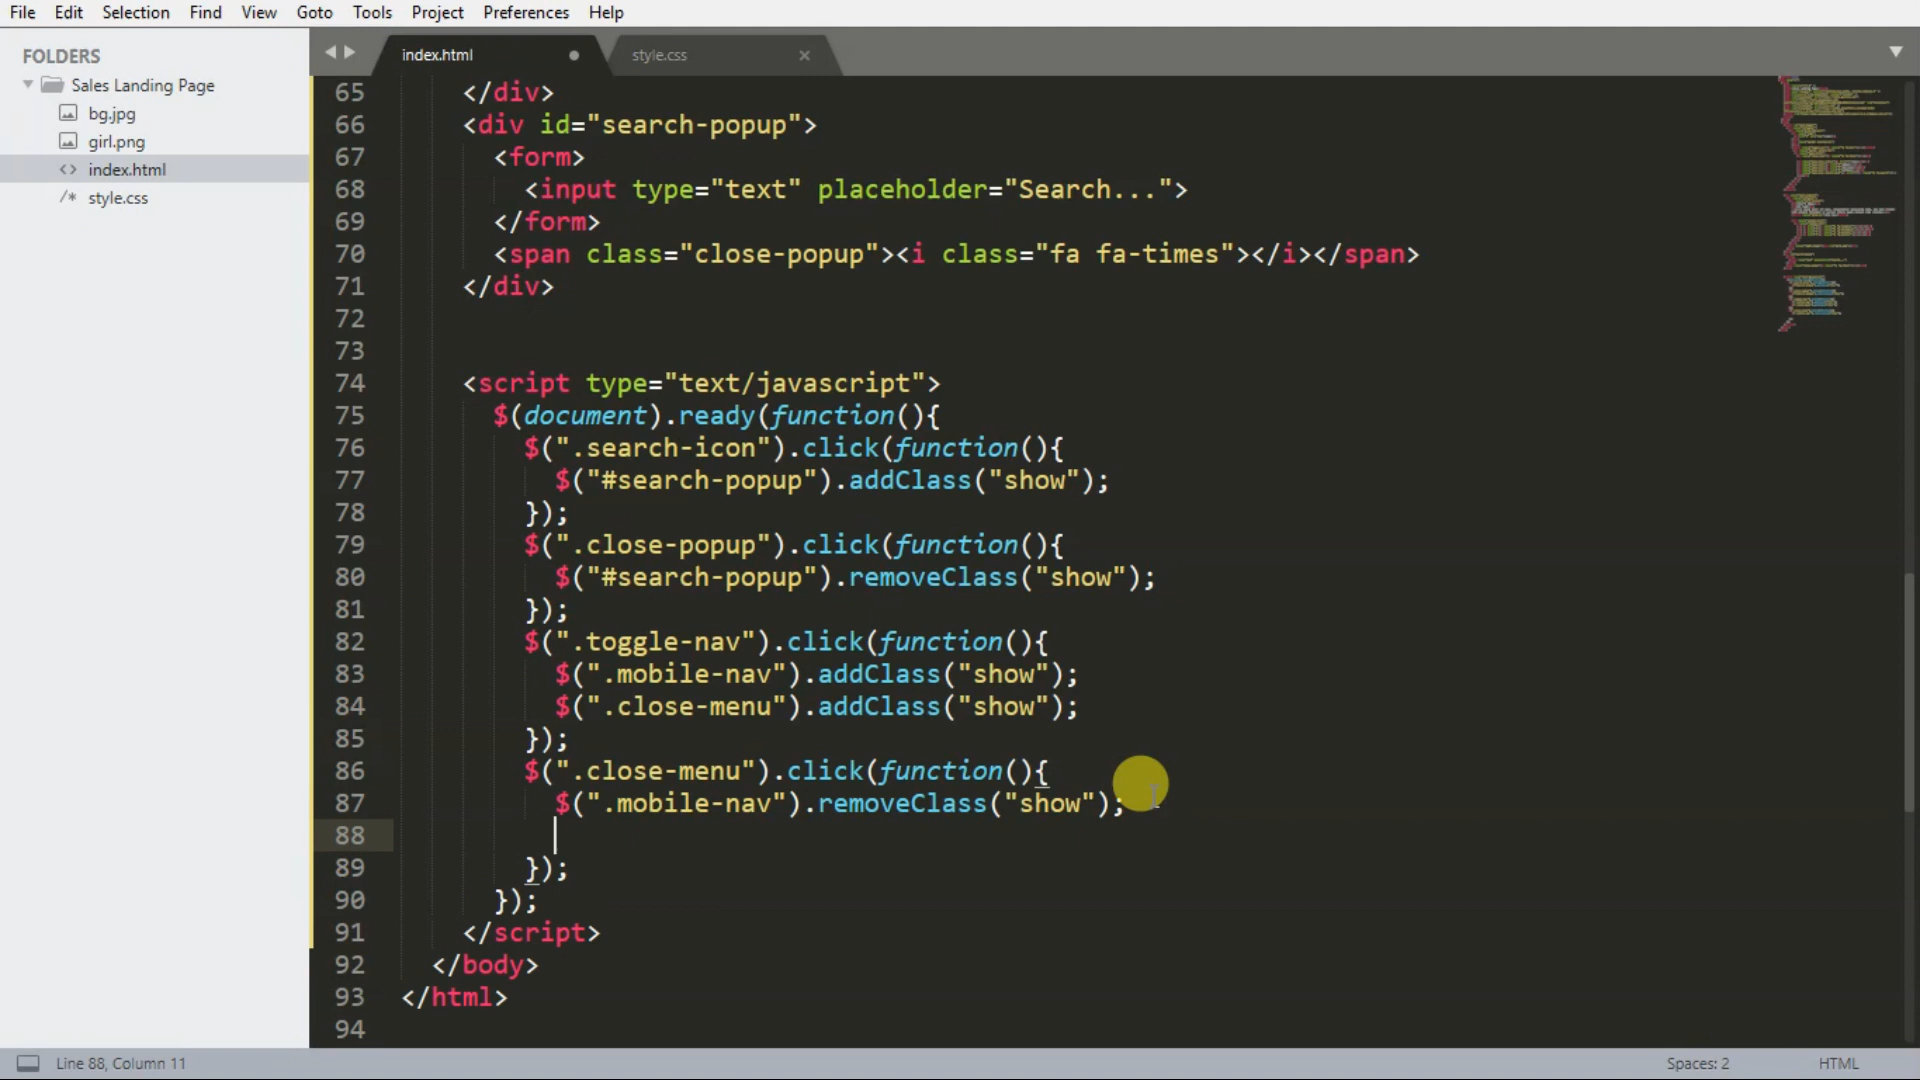 File Edit Selection Find View Goto Tools Project Preferences Help
FOLDERS
Sales Landing Page
bg.jpg
girl.png
<> index.html
/* style.css
index.html
style.css
65 </div>
66 <div id="search-popup">
67 <form>
68 <input type="text" placeholder="Search...">
69 </form>
70 <span class="close-popup"><i class="fa fa-times"></i></span>
71 </div>
72
73
74 <script type="text/javascript">
75 $(document).ready(function(){
76 $(".search-icon").click(function(){
77 $("#search-popup").addClass("show");
78 });
79 $(".close-popup").click(function(){
80 $("#search-popup").removeClass("show");
81 });
82 $(".toggle-nav").click(function(){
83 $(".mobile-nav").addClass("show");
84 $(".close-menu").addClass("show");
85 });
86 $(".close-menu").click(function(){
87 $(".mobile-nav").removeClass("show");
88
89 });
90 });
91 </script>
92 </body>
93 </html>
94
Line 88, Column 11
Spaces: 2
HTML